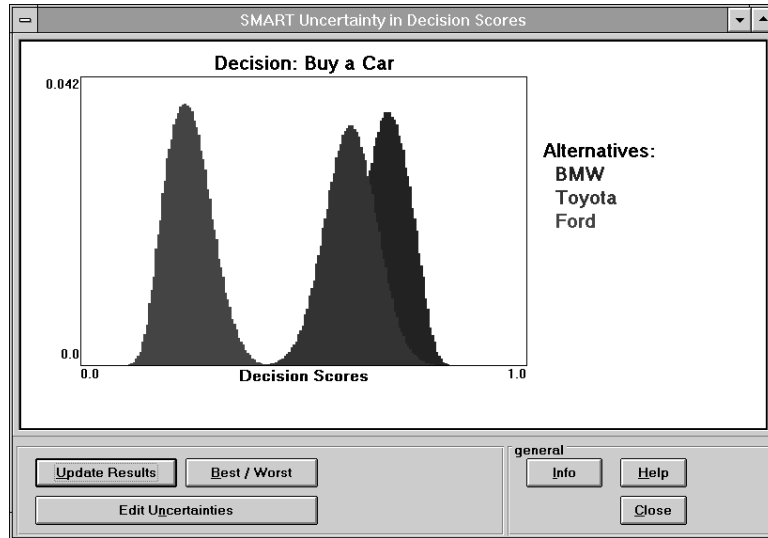 SMART Uncertainty in Decision Scores
Decision: Buy a Car
0.042
0.0
0.0
Decision Scores
1.0
Alternatives:
BMW
Toyota
Ford
Update Results
Best / Worst
Edit Uncertainties
general
Info
Help
Close